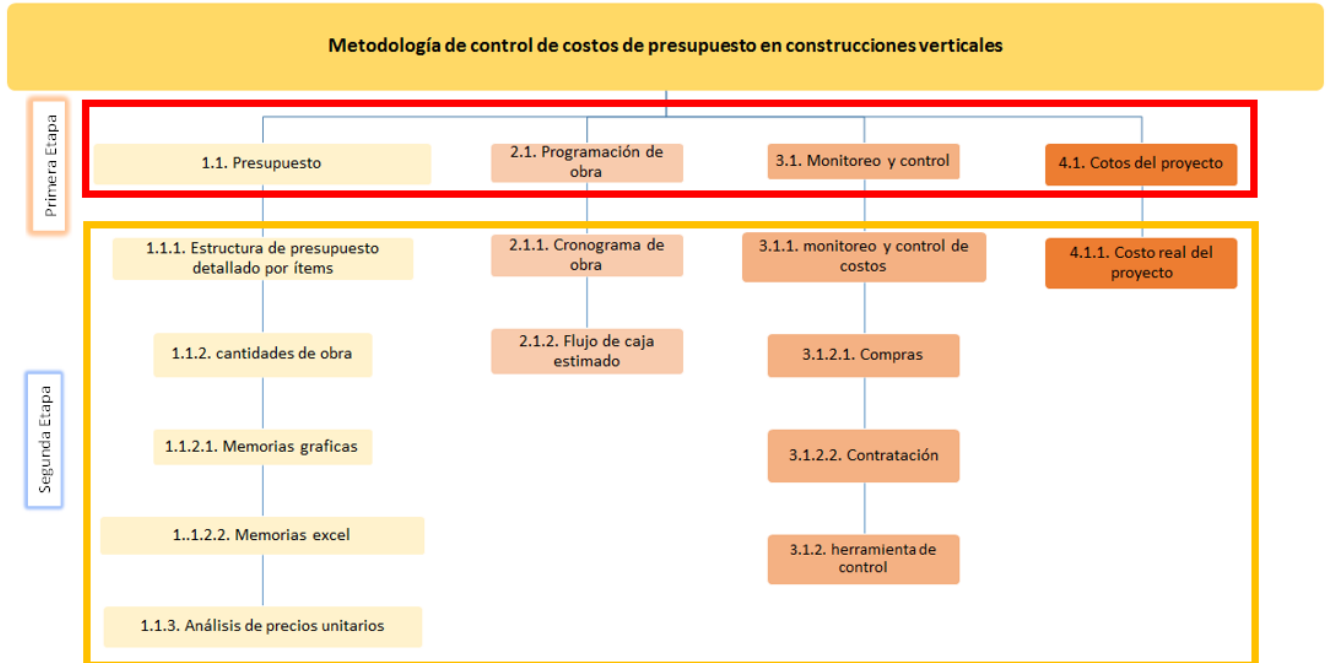 Metodología de control de costos de presupuesto en construcciones verticales
Primera Etapa
1.1. Presupuesto
2.1. Programación de
obra
3.1. Monitoreo y control
4.1. Cotos del proyecto
Segunda Etapa
1.1.1. Estructura de presupuesto
detallado por ítems
1.1.2. cantidades de obra
1.1.2.1. Memorias graficas
1..1.2.2. Memorias excel
1.1.3. Análisis de precios unitarios
2.1.1. Cronograma de
obra
2.1.2. Flujo de caja
estimado
3.1.1. monitoreo y control de
costos
3.1.2.1. Compras
3.1.2.2. Contratación
3.1.2. herramienta de
control
4.1.1. Costo real del
proyecto